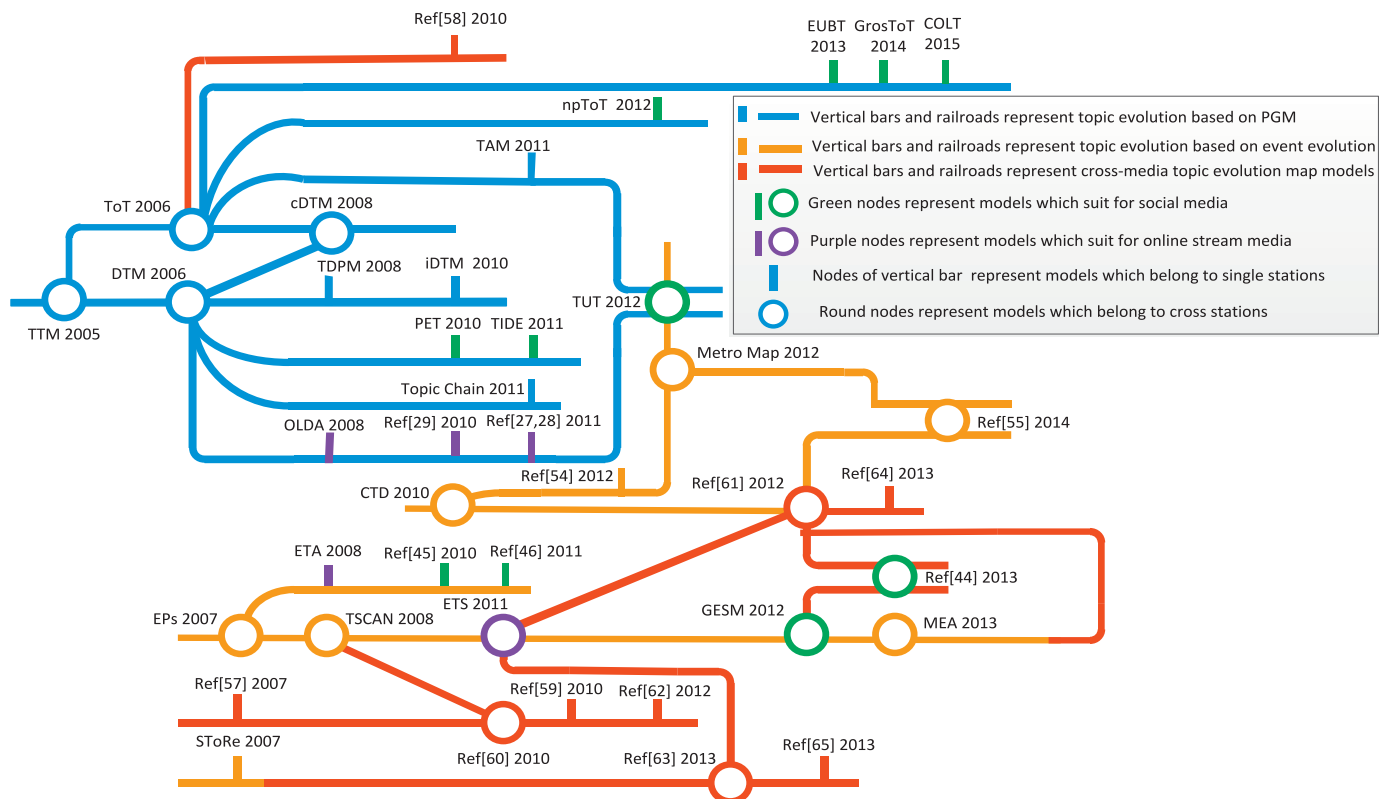 Ref[58] 2010
EUBT
2013
GrosToT
2014
COLT
2015
npToT 2012
TAM 2011
ToT 2006
cDTM 2008
DTM 2006
TDPM 2008
iDTM 2010
TTM 2005
TUT 2012
PET 2010
TIDE 2011
Metro Map 2012
Topic Chain 2011
OLDA 2008
Ref[29] 2010
Ref[27,28] 2011
Ref[55] 2014
Vertical bars and railroads represent topic evolution based on PGM
Vertical bars and railroads represent topic evolution based on event evolution
Vertical bars and railroads represent cross-media topic evolution map models
Green nodes represent models which suit for social media
Purple nodes represent models which suit for online stream media
Nodes of vertical bar represent models which belong to single stations
Round nodes represent models which belong to cross stations
CTD 2010
Ref[54] 2012
Ref[61] 2012
Ref[64] 2013
ETA 2008
Ref[45] 2010
Ref[46] 2011
Ref[44] 2013
EPs 2007
TSCAN 2008
ETS 2011
GESM 2012
MEA 2013
Ref[57] 2007
Ref[59] 2010
Ref[62] 2012
SToRe 2007
Ref[60] 2010
Ref[63] 2013
Ref[65] 2013